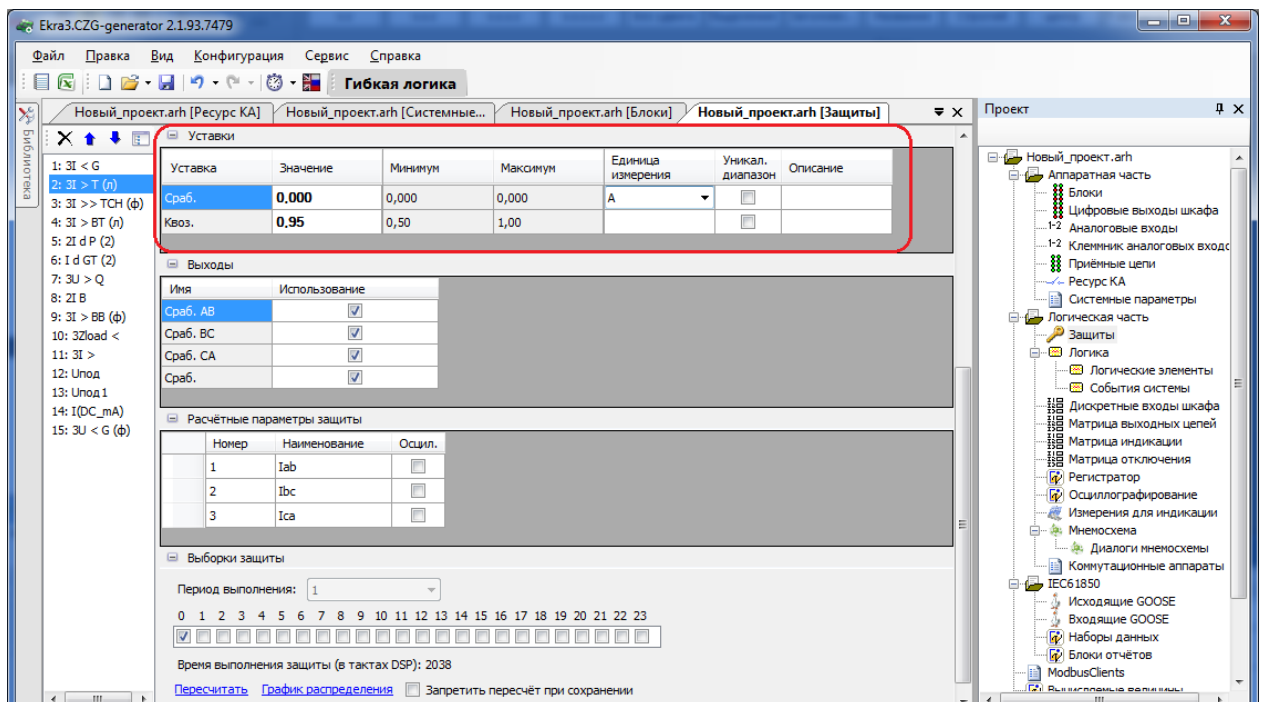 Ekra3.CZG-generator 2.1.93.7479
Файл Правка Вид Конфигурация Сервис Справка
Гибкая логика
Новый_проект.arh [Ресурс КА] Новый_проект.arh [Системные... Новый_проект.arh [Блоки] Новый_проект.arh [Защиты]
Библиотека
1: 3I < G
2: 3I > T (л)
3: 3I >> TCH (ф)
4: 3I > BT (л)
5: 2I d P (2)
6: I d GT (2)
7: 3U > Q
8: 2I B
9: 3I > BB (ф)
10: 3Zload <
11: 3I >
12: Uпод
13: Uпод1
14: I(DC_mA)
15: 3U < G (ф)
Уставки
Уставка Значение Минимум Максимум Единица измерения Уникал. диапазон Описание
Сраб. 0,000 0,000 0,000 А
Kвоз. 0,95 0,50 1,00
Выходы
Имя Использование
Сраб. AB
Сраб. BC
Сраб. CA
Сраб.
Расчётные параметры защиты
Номер Наименование Осцил.
1 Iab
2 Ibc
3 Ica
Выборки защиты
Период выполнения: 1
0 1 2 3 4 5 6 7 8 9 10 11 12 13 14 15 16 17 18 19 20 21 22 23
Время выполнения защиты (в тактах DSP): 2038
Пересчитать График распределения Запретить пересчёт при сохранении
Проект
Новый_проект.arh
Аппаратная часть
Блоки
Цифровые выходы шкафа
Аналоговые входы
Клеммник аналоговых входо
Приёмные цепи
Ресурс КА
Системные параметры
Логическая часть
Защиты
Логика
Логические элементы
События системы
Дискретные входы шкафа
Матрица выходных цепей
Матрица индикации
Матрица отключения
Регистратор
Осциллографирование
Измерения для индикации
Мнемосхема
Диалоги мнемосхемы
Коммутационные аппараты
IEC61850
Исходящие GOOSE
Входящие GOOSE
Наборы данных
Блоки отчётов
ModbusClients
Вычисляемые величины